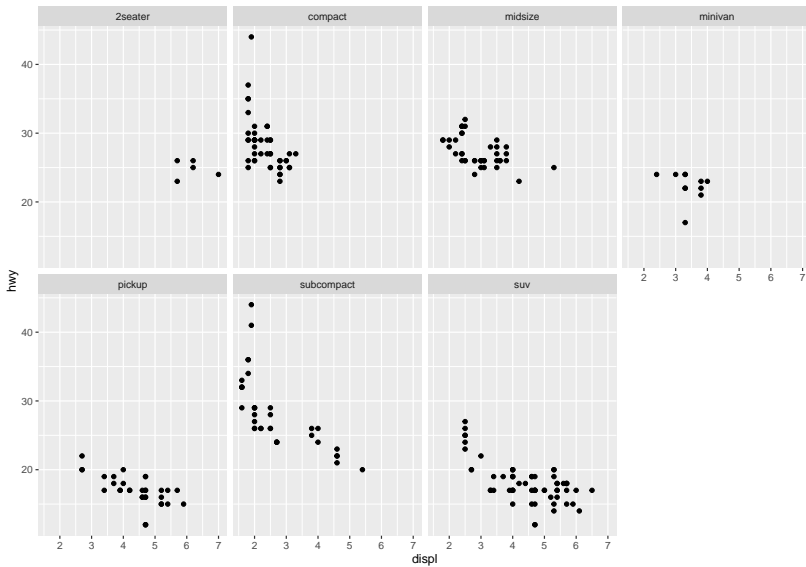 2seater compact midsize minivan
40
30
20
2 3 4 5 6 7
hwy
pickup subcompact suv
40
30
20
2 3 4 5 6 7 2 3 4 5 6 7 2 3 4 5 6 7
displ